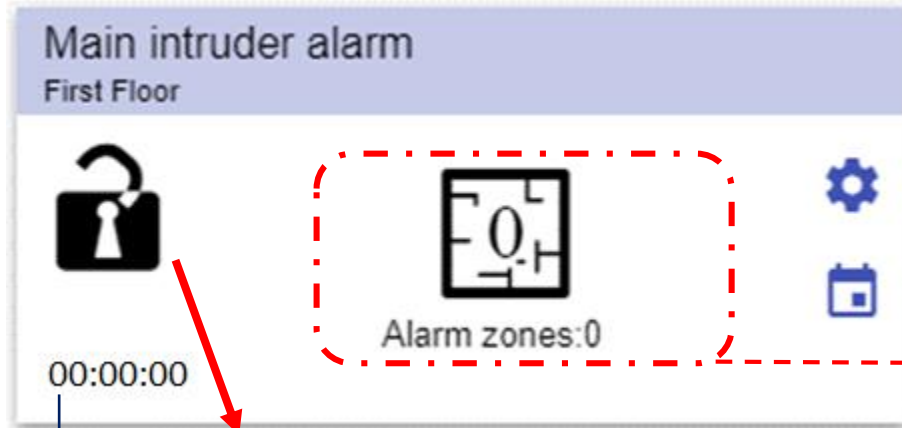 Main intruder alarm
First Floor
0
Alarm zones:0
00:00:00